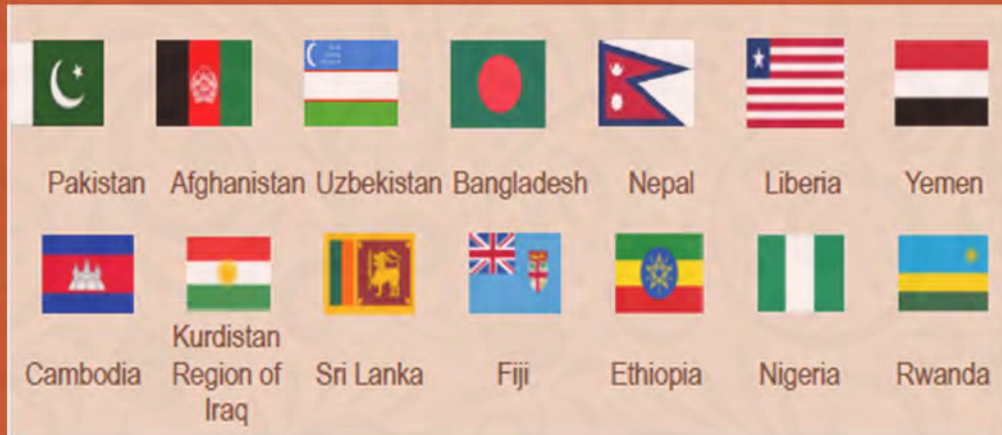 Pakistan Afghanistan Uzbekistan Bangladesh Nepal Liberia Yemen
Cambodia Kurdistan Region of Iraq Sri Lanka Fiji Ethiopia Nigeria Rwanda